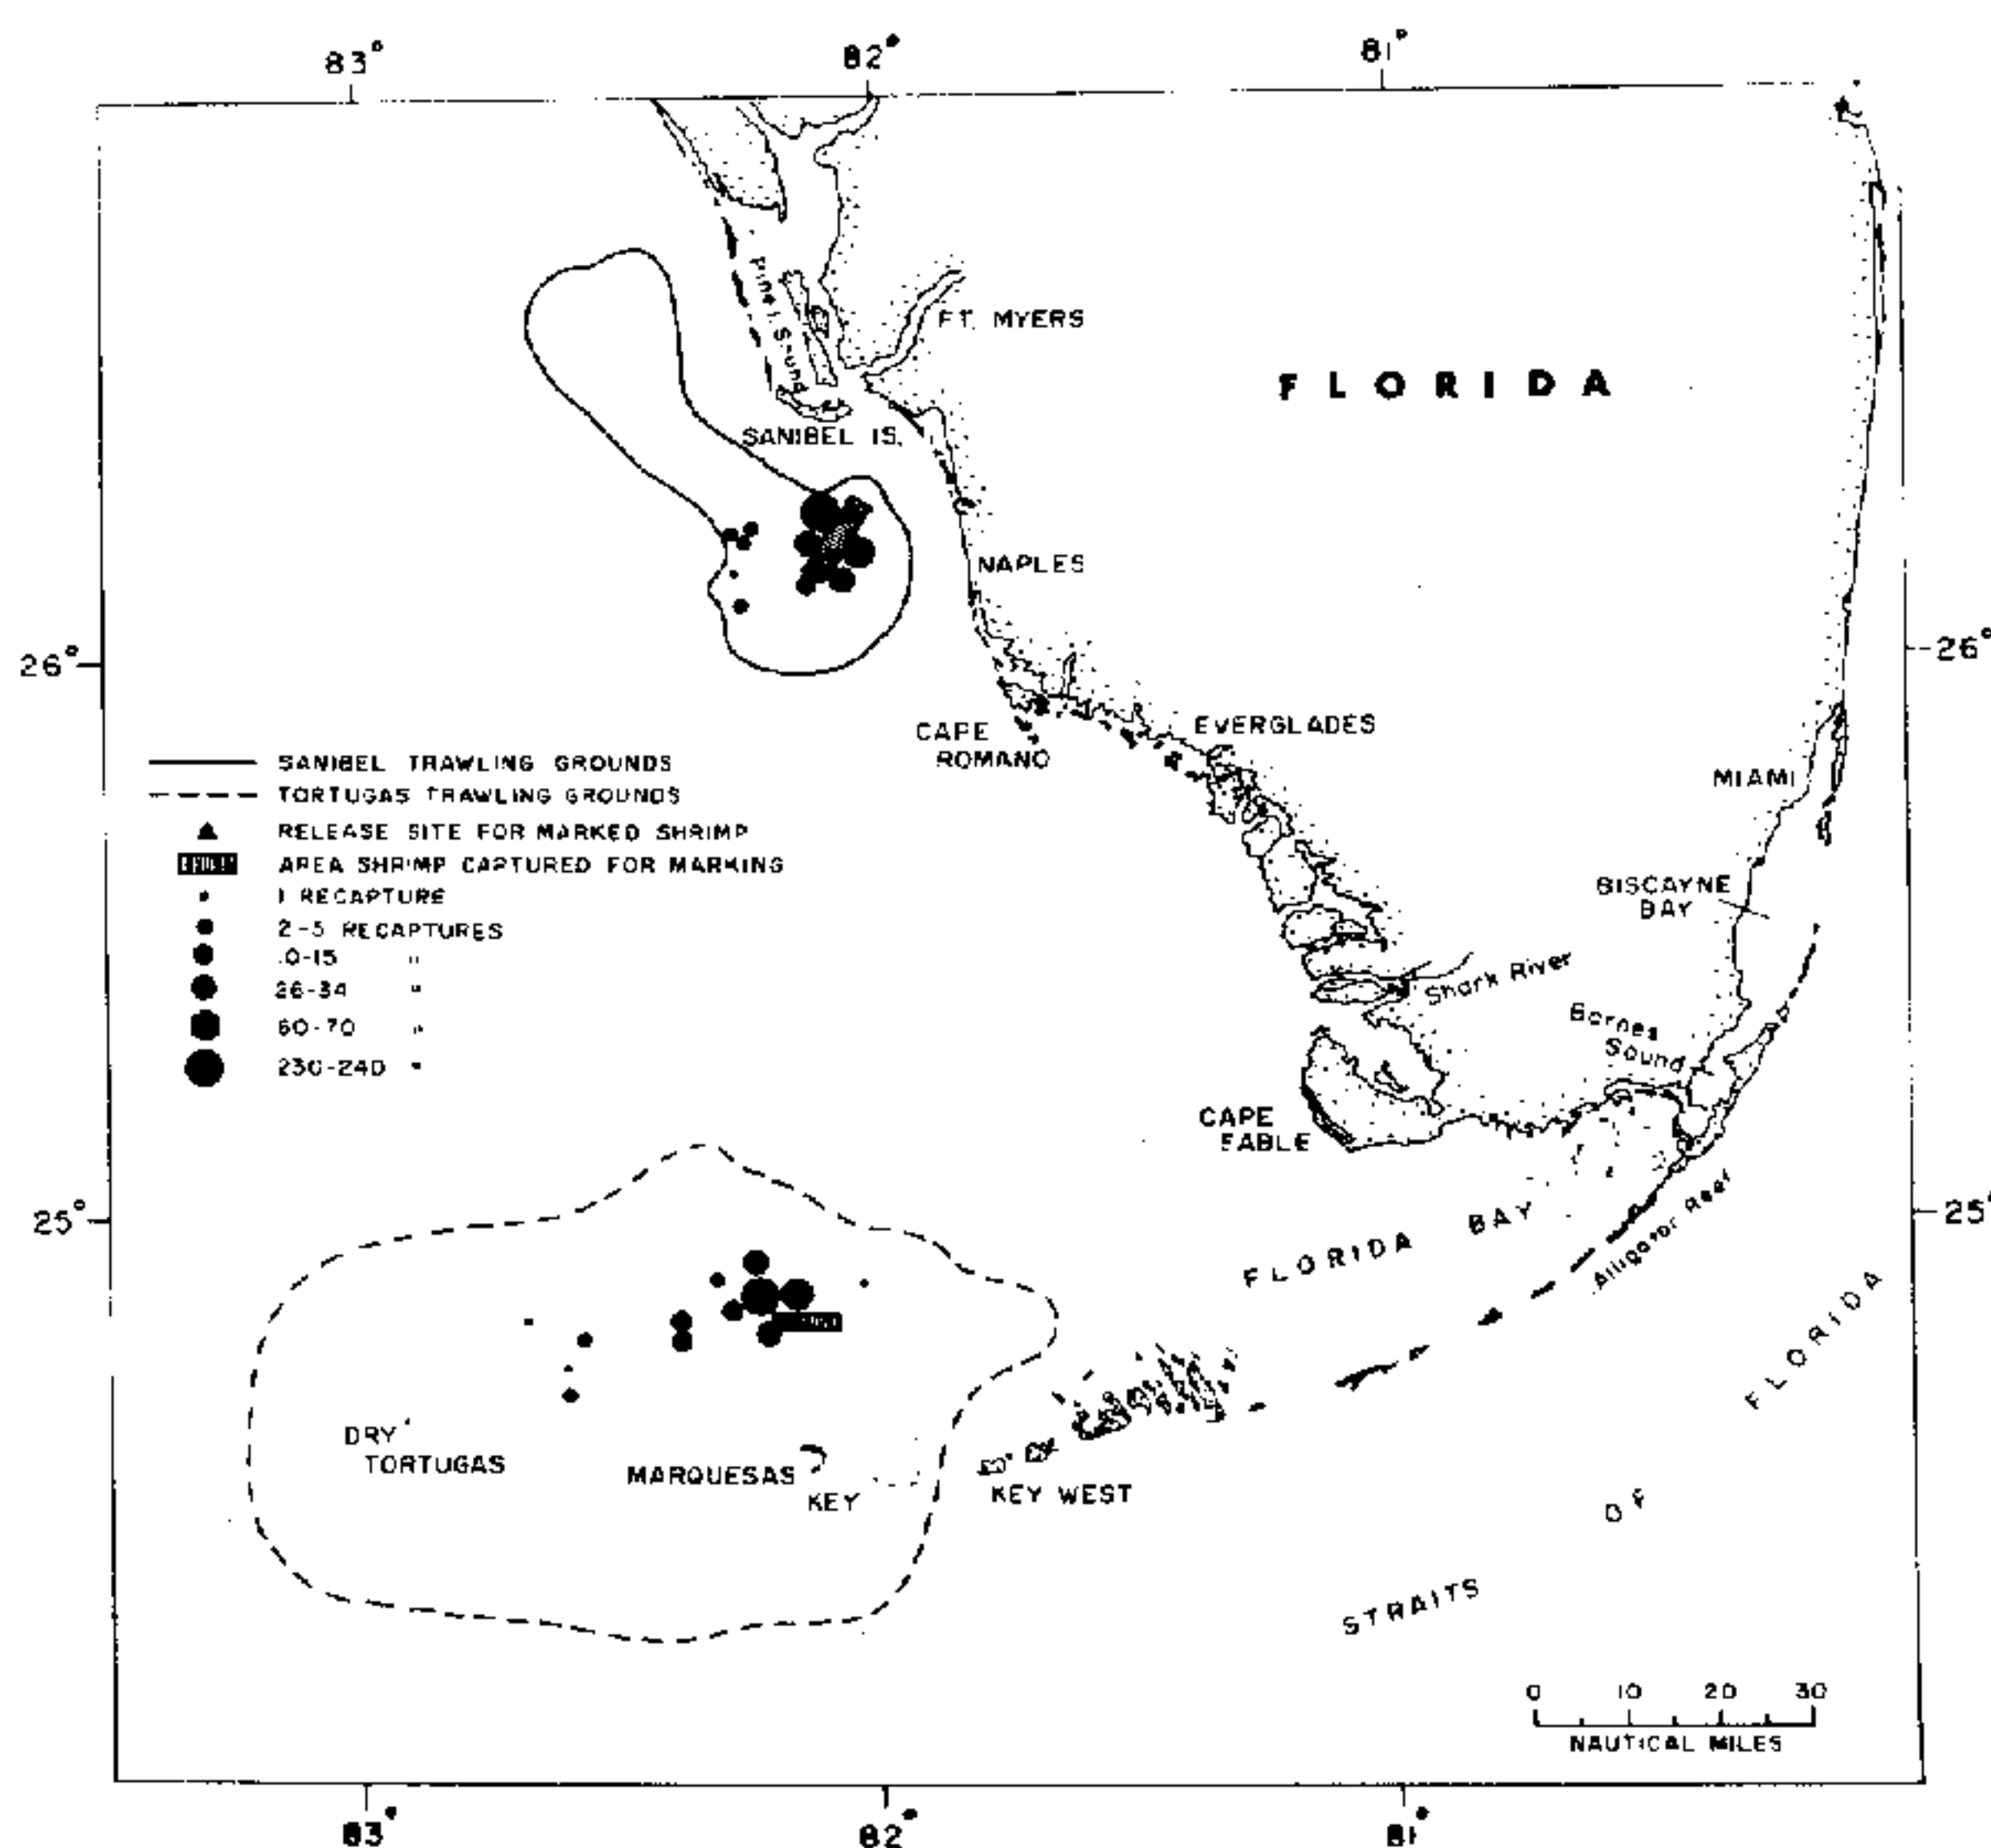 83° 82° 81°
FT. MYERS
FLORIDA
SANIBEL IS.
NAPLES
26° 26°
CAPE
ROMANO
EVERGLADES
MIAMI
SANIBEL TRAWLING GROUNDS
TORTUGAS TRAWLING GROUNDS
RELEASE SITE FOR MARKED SHRIMP
AREA SHRIMP CAPTURED FOR MARKING
1 RECAPTURE
2-5 RECAPTURES
.0-15 "
26-34 "
60-70 "
230-240 "
BISCAYNE
BAY
Shark River
Barnes
Sound
CAPE
SABLE
25° 25°
FLORIDA BAY
Alligator Reef
DRY
TORTUGAS
MARQUESAS
KEY
KEY WEST
STRAITS
OF
FLORIDA
0 10 20 30
NAUTICAL MILES
83° 82° 81°